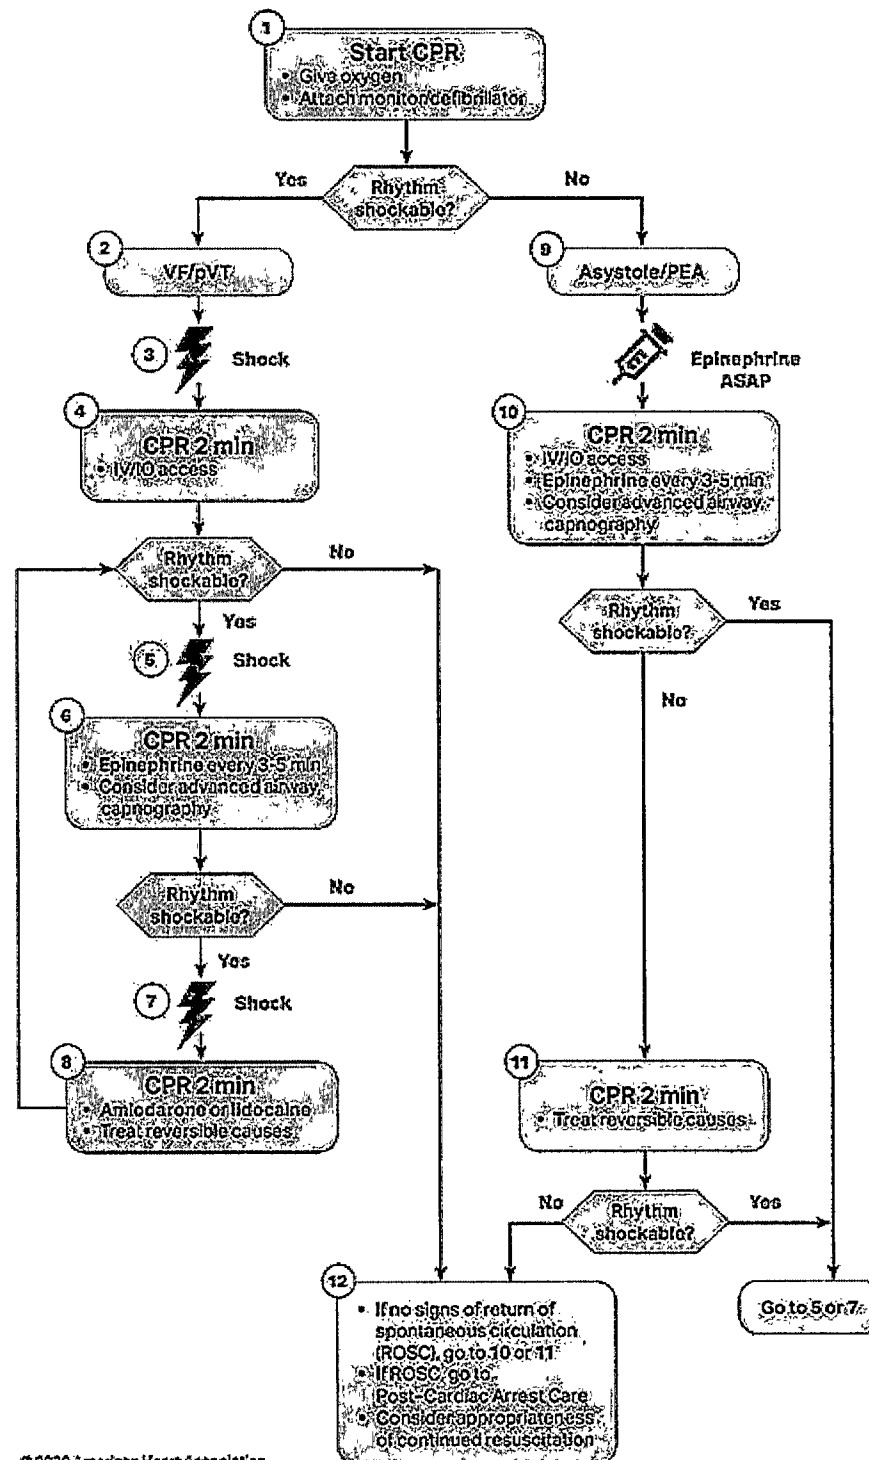 1
Start CPR
• Give oxygen
• Attach monitor/defibrillator
Rhythm
shockable?
Yes
No
2
VF/pVT
3
Shock
4
CPR 2 min
• IV/IO access
Rhythm
shockable?
No
Yes
5
Shock
6
CPR 2 min
• Epinephrine every 3-5 min
• Consider advanced airway,
capnography
Rhythm
shockable?
No
Yes
7
Shock
8
CPR 2 min
• Amiodarone or lidocaine
• Treat reversible causes
9
Asystole/PEA
Epinephrine
ASAP
10
CPR 2 min
• IV/IO access
• Epinephrine every 3-5 min
• Consider advanced airway,
capnography
Rhythm
shockable?
Yes
No
11
CPR 2 min
• Treat reversible causes
Rhythm
shockable?
No
Yes
12
• If no signs of return of
spontaneous circulation
(ROSC), go to 10 or 11
• If ROSC, go to
Post-Cardiac Arrest Care
• Consider appropriateness
of continued resuscitation
Go to 5 or 7
© 2020 American Heart Association